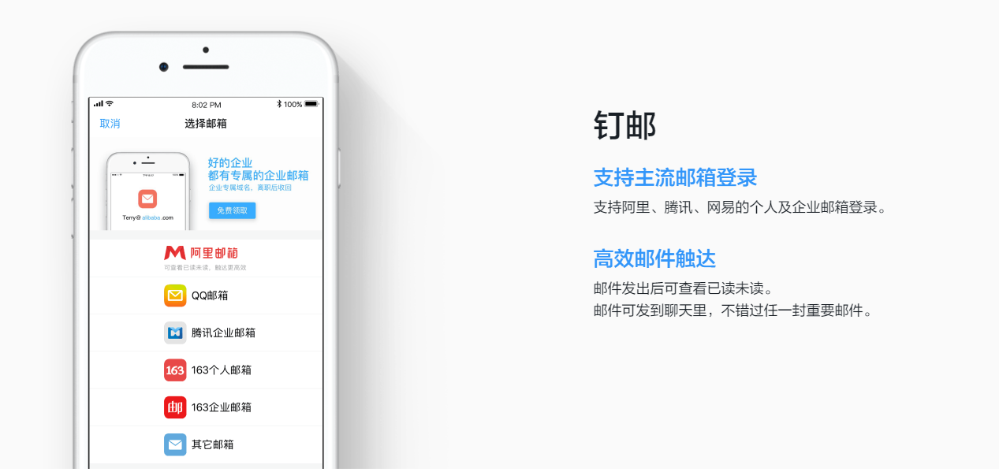 8:02 PM
100%
取消
选择邮箱
好的企业
都有专属的企业邮箱
企业专属域名，离职后收回
免费领取
Terry@alibaba.com
阿里邮箱
可查看已读未读，触达更高效
QQ邮箱
腾讯企业邮箱
163
163个人邮箱
邮
163企业邮箱
其它邮箱
钉邮
支持主流邮箱登录
支持阿里、腾讯、网易的个人及企业邮箱登录。
高效邮件触达
邮件发出后可查看已读未读。
邮件可发到聊天里，不错过任一封重要邮件。